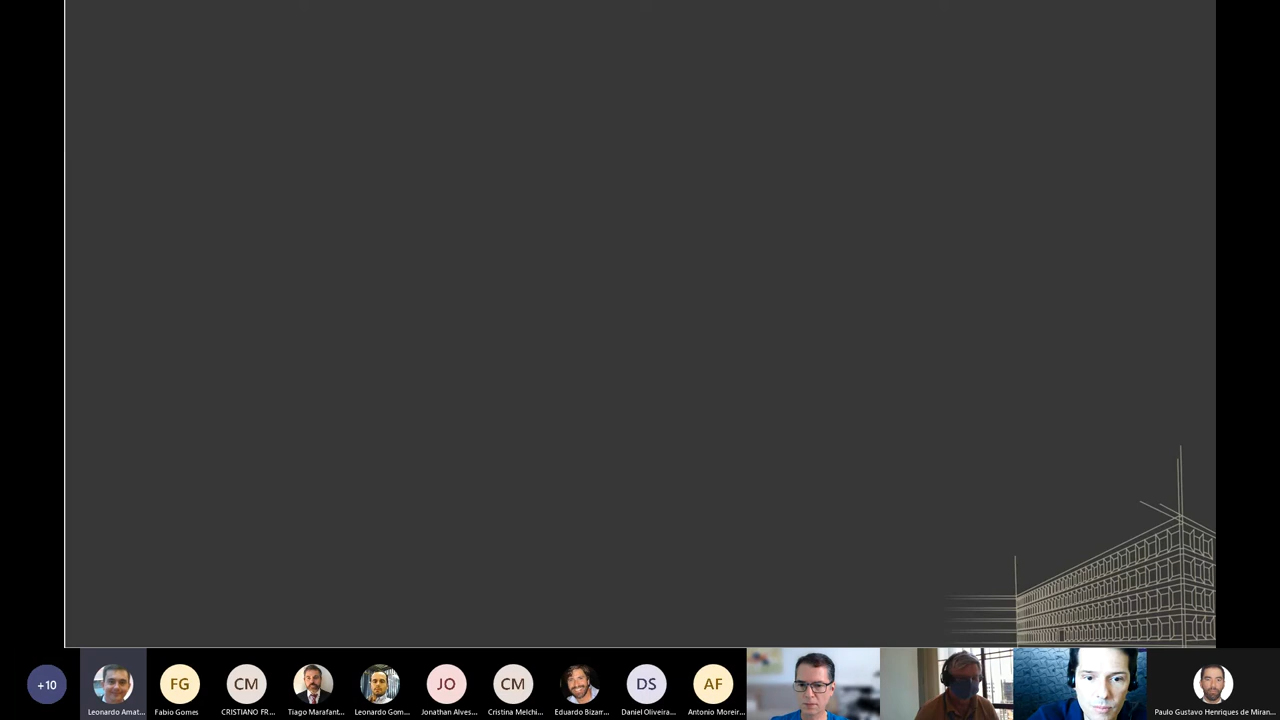 +10
Leonardo Amat...
FG
Fabio Gomes
CM
CRISTIANO FR...
Tiago Marafant...
Leonardo Gom...
JO
Jonathan Alves...
CM
Cristina Melchi...
Eduardo Bizarr...
DS
Daniel Oliveira...
AF
Antonio Moreir...
Paulo Gustavo Henriques de Miran...